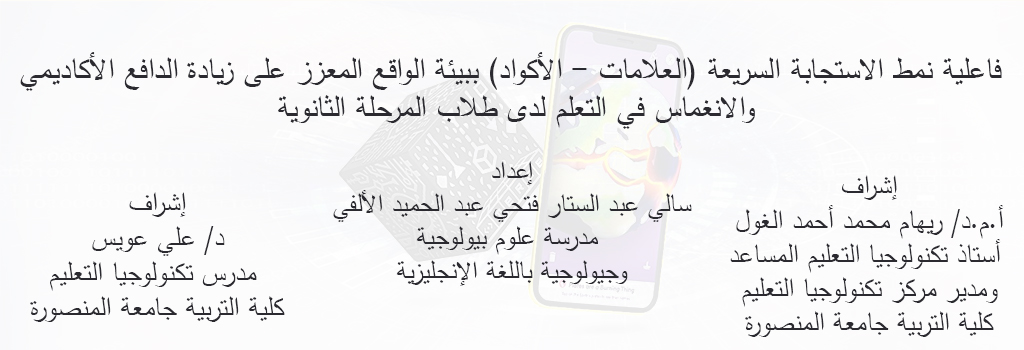 فاعلية نمط الاستجابة السريعة (العلامات – الأكواد) ببيئة الواقع المعزز على زيادة الدافع الأكاديمي
والانغماس في التعلم لدى طلاب المرحلة الثانوية
إشراف
أ.م.د/ ريهام محمد أحمد الغول
أستاذ تكنولوجيا التعليم المساعد
ومدير مركز تكنولوجيا التعليم
كلية التربية جامعة المنصورة
إعداد
سالي عبد الستار فتحي عبد الحميد الألفي
مدرسة علوم بيولوجية
وجيولوجية باللغة الإنجليزية
إشراف
د/ علي عويس
مدرس تكنولوجيا التعليم
كلية التربية جامعة المنصورة